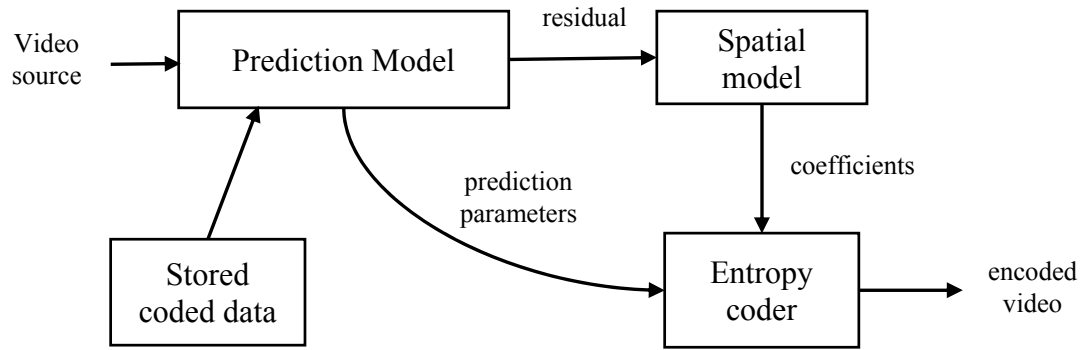 Video
source
Prediction Model
residual
Spatial
model
coefficients
prediction
parameters
Stored
coded data
Entropy
coder
encoded
video